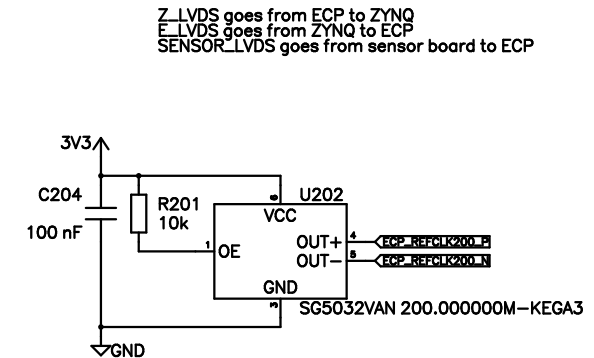 Z_LVDS goes from ECP to ZYNQ
E_LVDS goes from ZYNQ to ECP
SENSOR_LVDS goes from sensor board to ECP
3V3
C204
100 nF
R201
10k
U202
6
VCC
1
OE
OUT+
4
ECP_REFCLK200_P
OUT-
5
ECP_REFCLK200_N
GND
3
SG5032VAN 200.000000M-KEGA3
GND